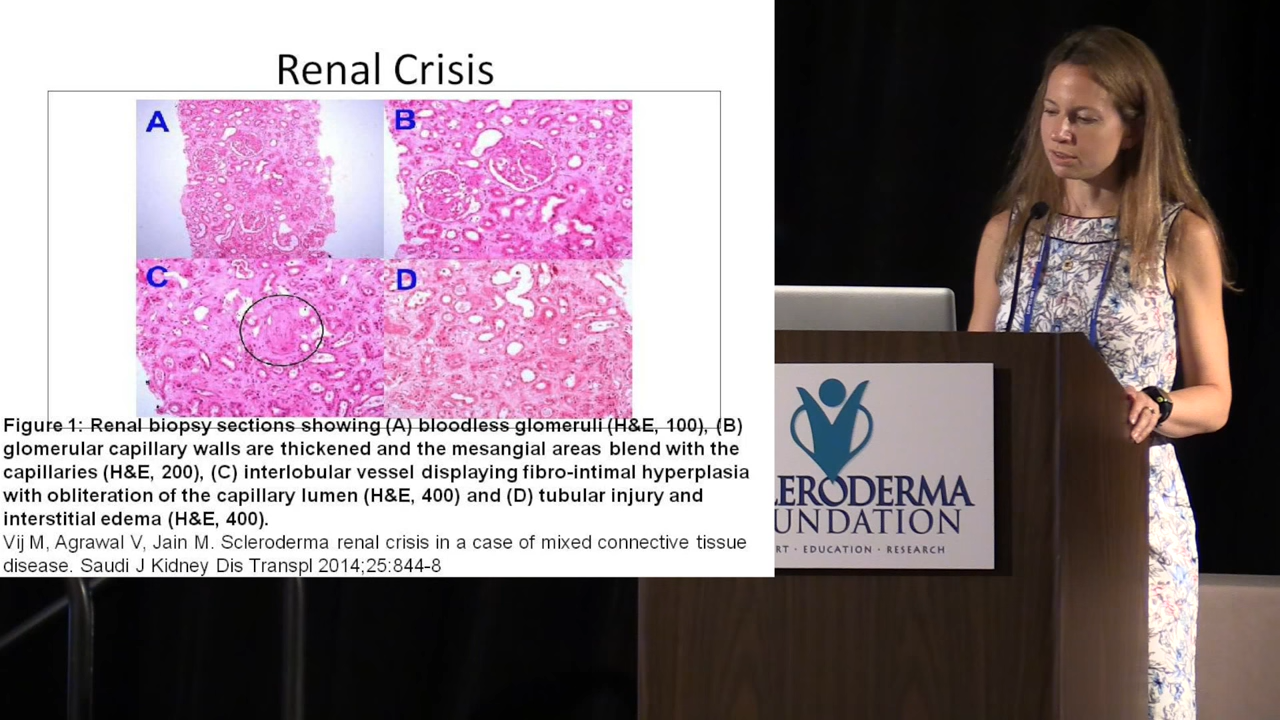 Renal Crisis
A
B
C
D
Figure 1: Renal biopsy sections showing (A) bloodless glomeruli (H&E, 100), (B)
glomerular capillary walls are thickened and the mesangial areas blend with the
capillaries (H&E, 200), (C) interlobular vessel displaying fibro-intimal hyperplasia
with obliteration of the capillary lumen (H&E, 400) and (D) tubular injury and
interstitial edema (H&E, 400).
Vij M, Agrawal V, Jain M. Scleroderma renal crisis in a case of mixed connective tissue
disease. Saudi J Kidney Dis Transpl 2014;25:844-8
LERODERMA
UNDATION
RT · EDUCATION · RESEARCH